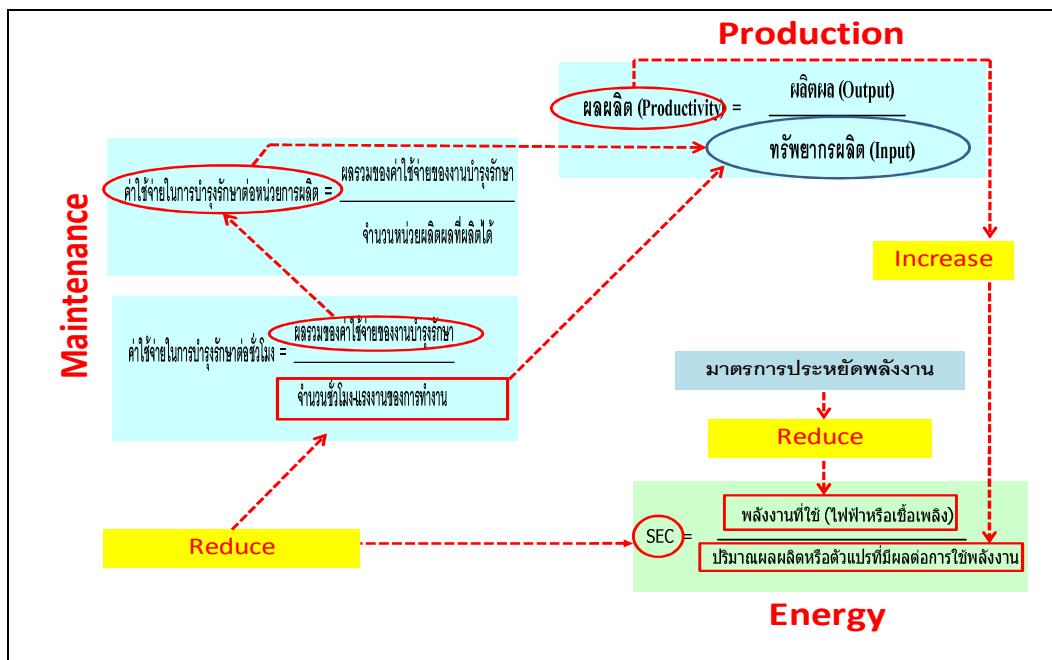 Production
ผลผลิต (Productivity) =
ผลิตผล (Output)
ทรัพยากรผลิต (Input)
Maintenance
ค่าใช้จ่ายในการบำรุงรักษาต่อหน่วยการผลิต =
ผลรวมของค่าใช้จ่ายของงานบำรุงรักษา
จำนวนหน่วยผลิตผลที่ผลิตได้
Increase
ค่าใช้จ่ายในการบำรุงรักษาต่อชั่วโมง =
ผลรวมของค่าใช้จ่ายของงานบำรุงรักษา
จำนวนชั่วโมง-แรงงานของการทำงาน
มาตรการประหยัดพลังงาน
Reduce
Reduce
SEC =
พลังงานที่ใช้ (ไฟฟ้าหรือเชื้อเพลิง)
ปริมาณผลผลิตหรือตัวแปรที่มีผลต่อการใช้พลังงาน
Energy